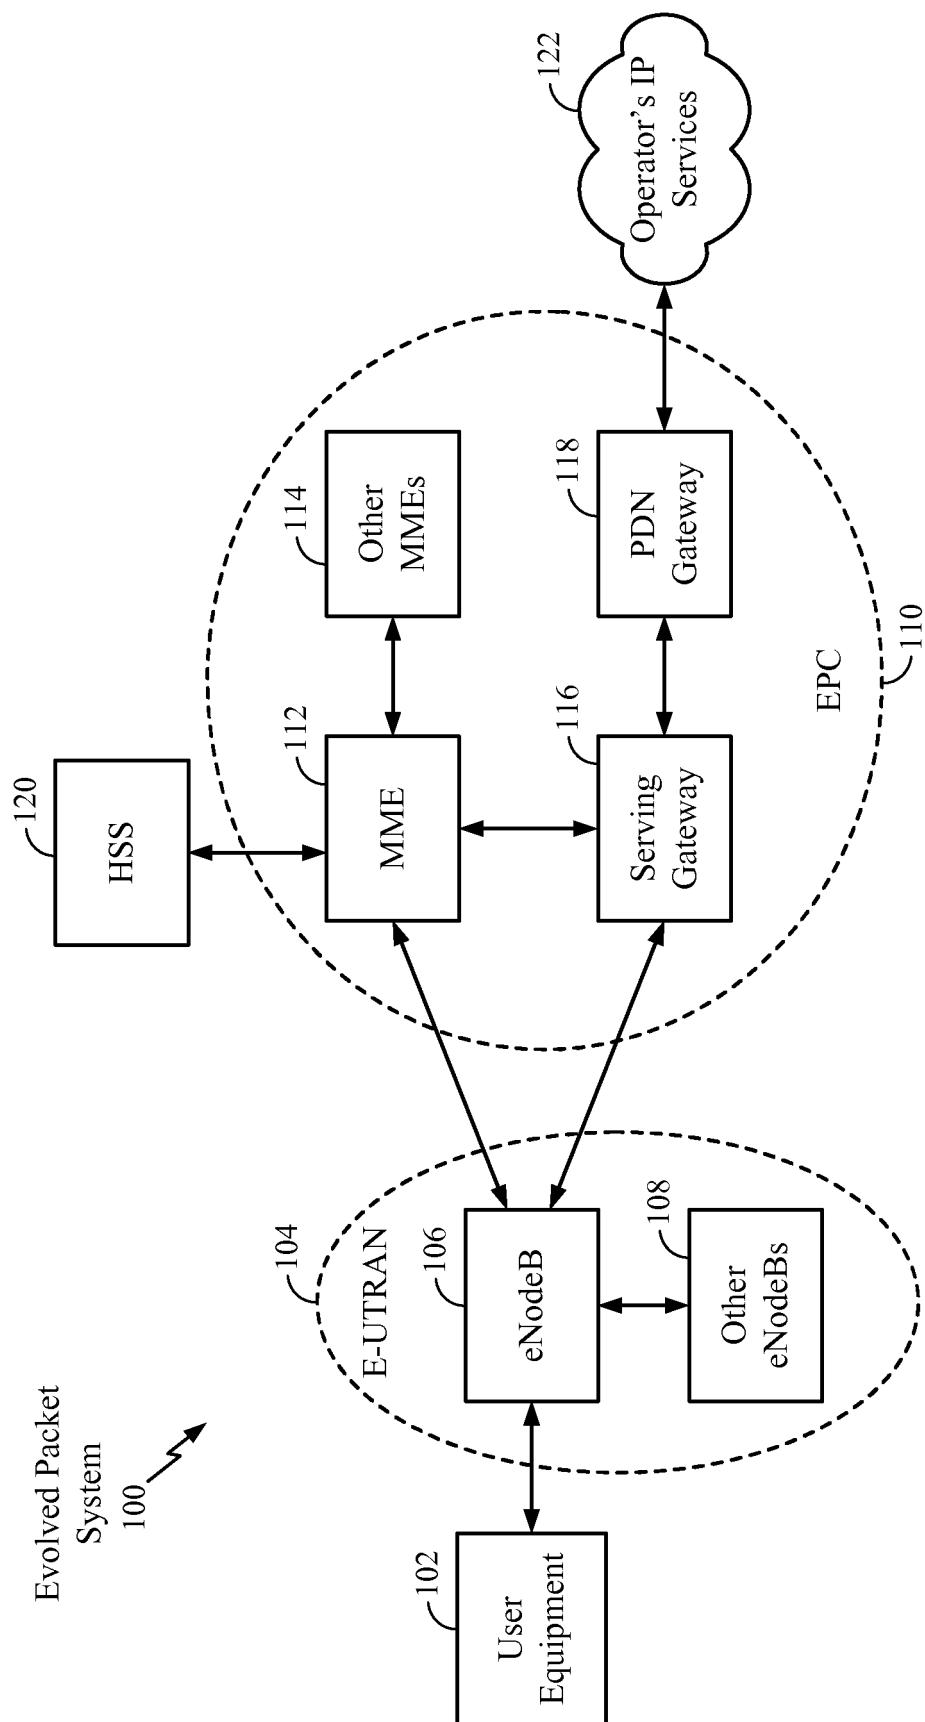 Evolved Packet
System
100
102
User
Equipment
104
E-UTRAN
106
eNodeB
108
Other
eNodeBs
120
HSS
112
MME
114
Other
MMEs
116
Serving
Gateway
118
PDN
Gateway
EPC
110
122
Operator's IP
Services